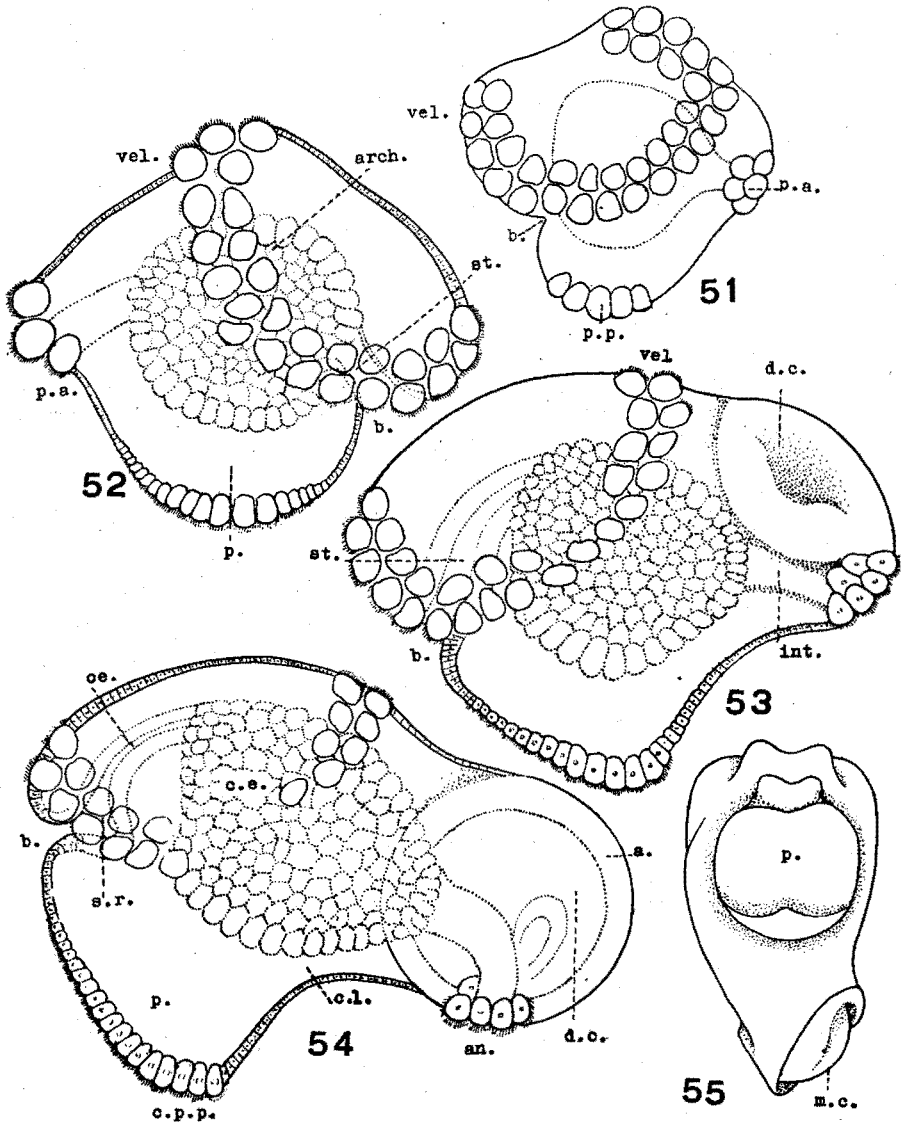 vel.
51
p.a.
b.
p.p.
vel.
arch.
st.
p.a.
b.
52
p.
vel
d.c.
st.
b.
int.
53
oe.
c.e.
b.
s.r.
a.
p.
c.l.
an.
d.c.
54
c.p.p.
p.
55
m.c.